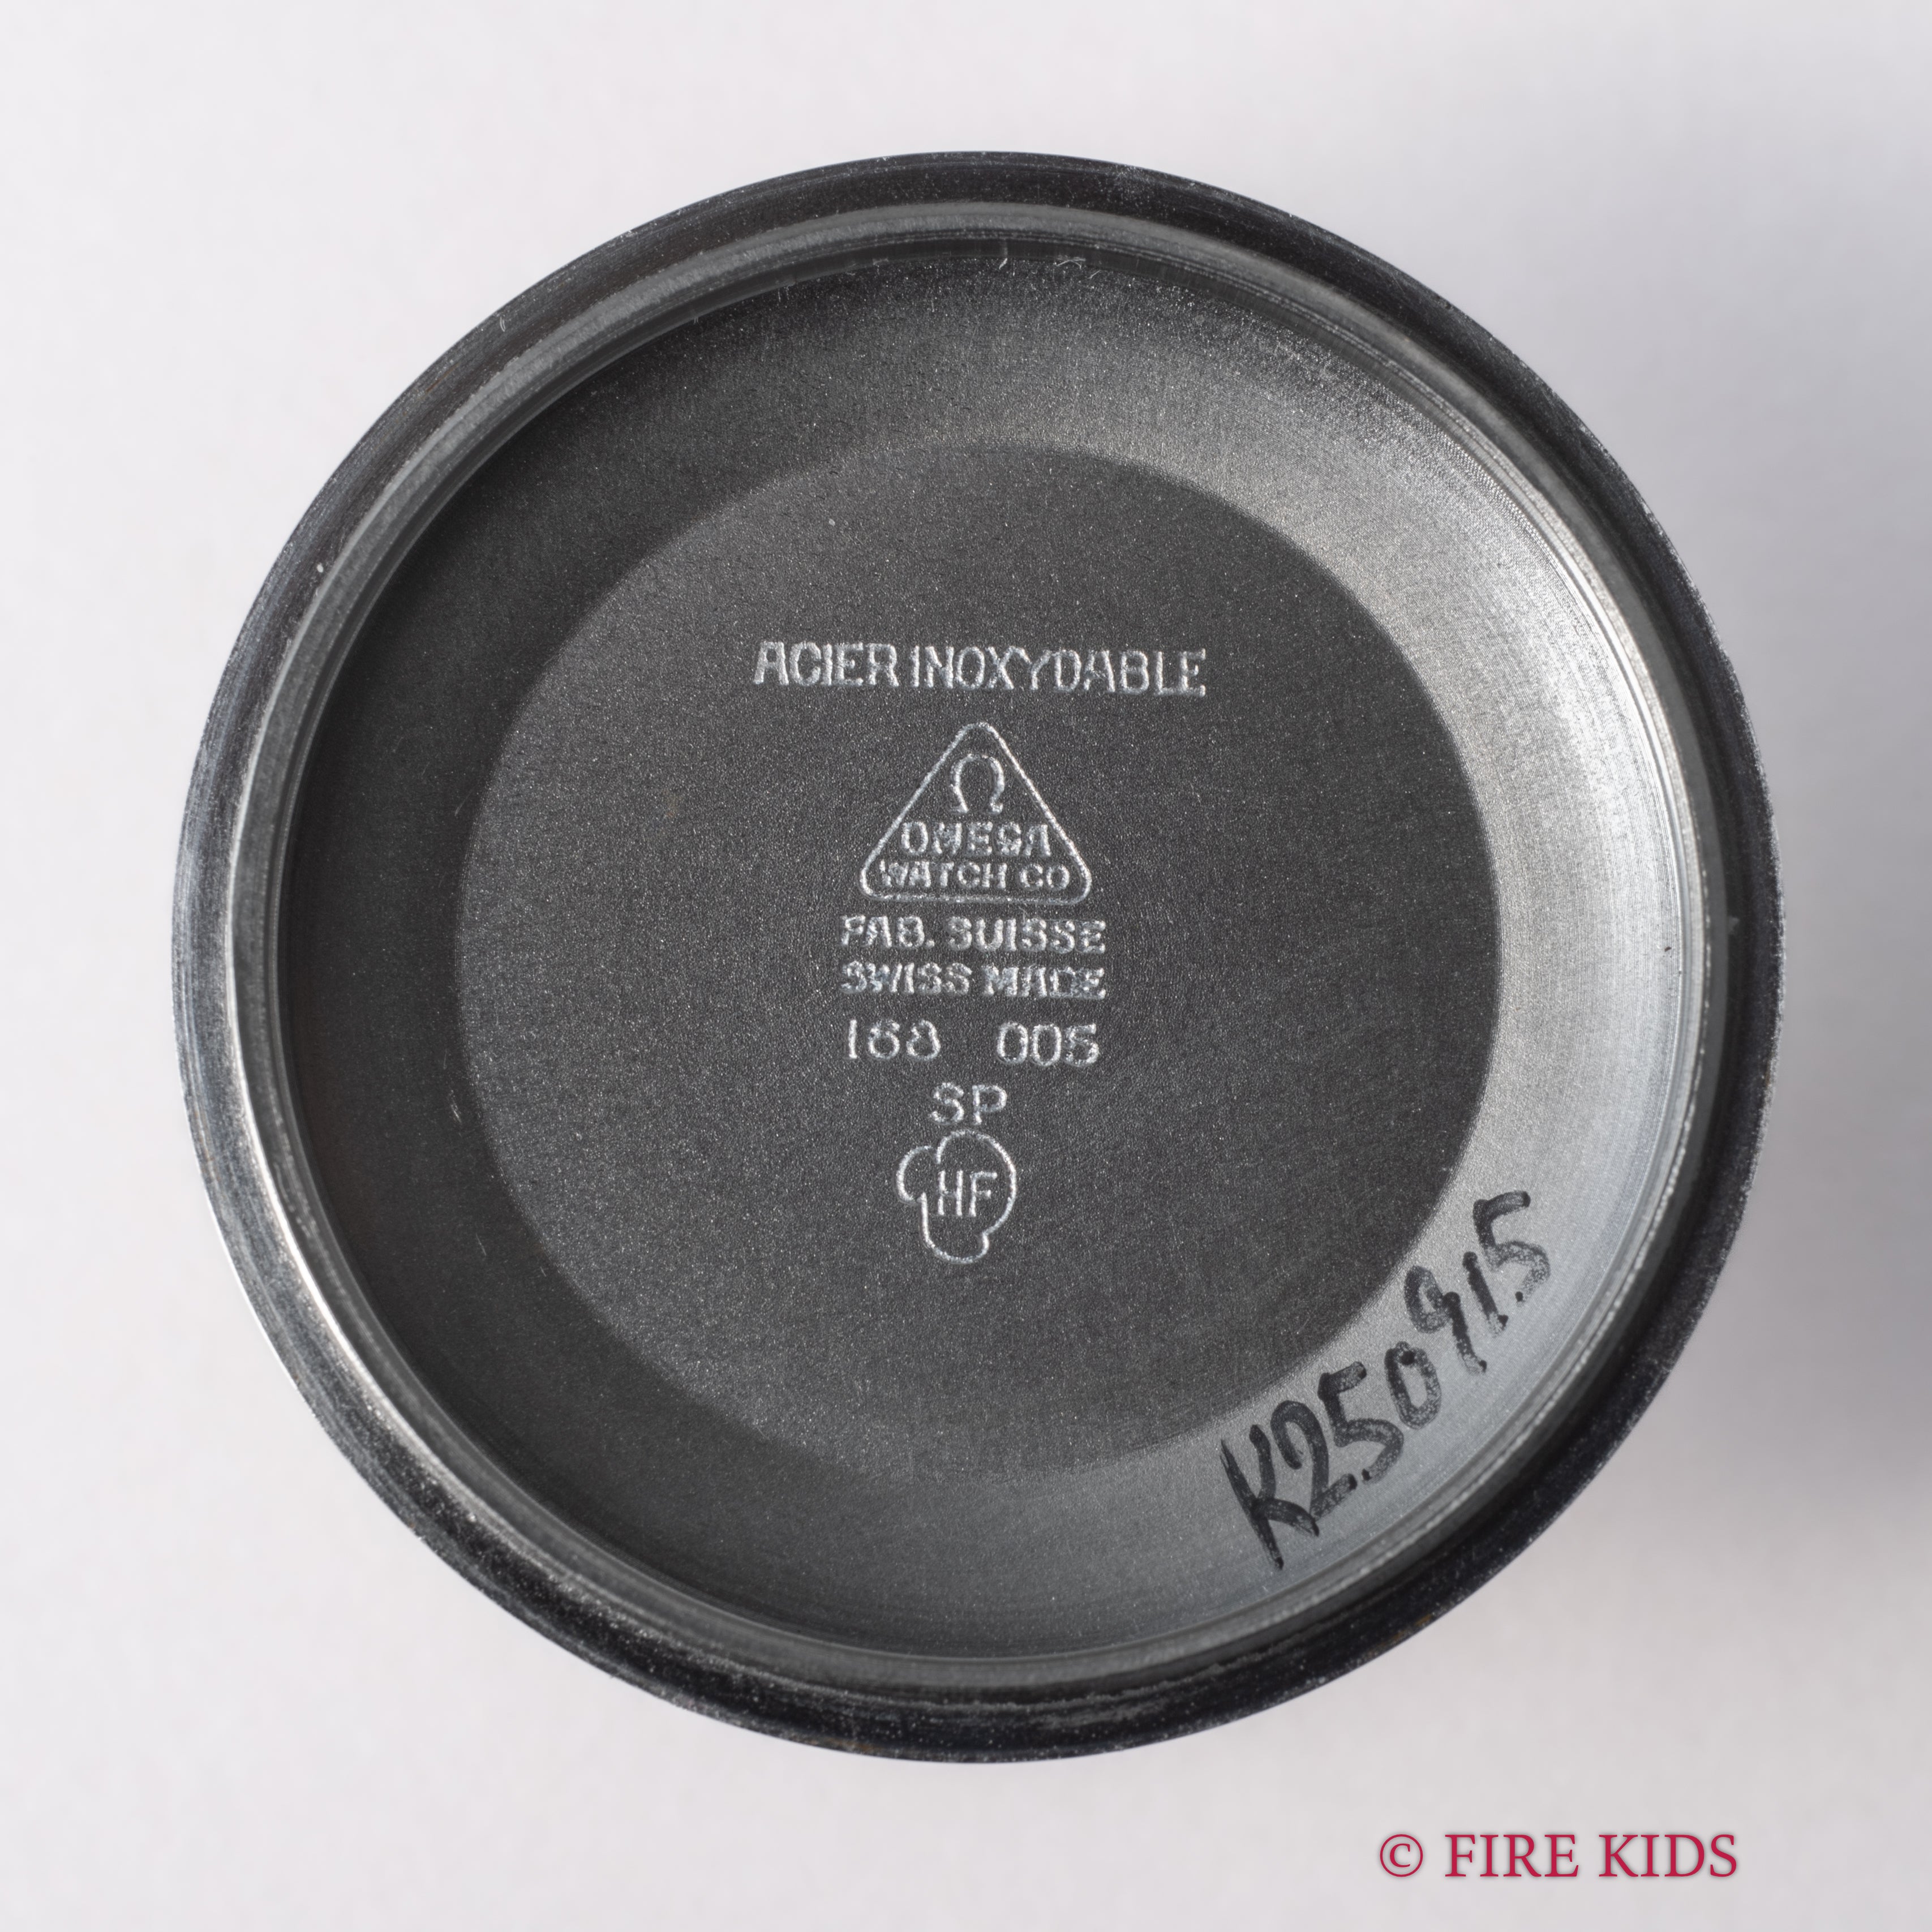 ACIER INOXYDABLE
Ω
OMEGA
WATCH CO
FAB. SUISSE
SWISS MADE
168 005
SP
HF
K250915
© FIRE KIDS